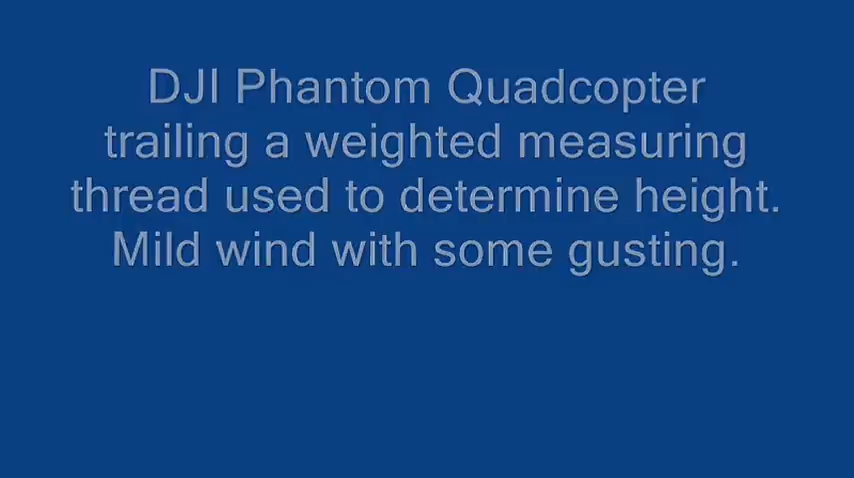 DJI Phantom Quadcopter
trailing a weighted measuring
thread used to determine height.
Mild wind with some gusting.